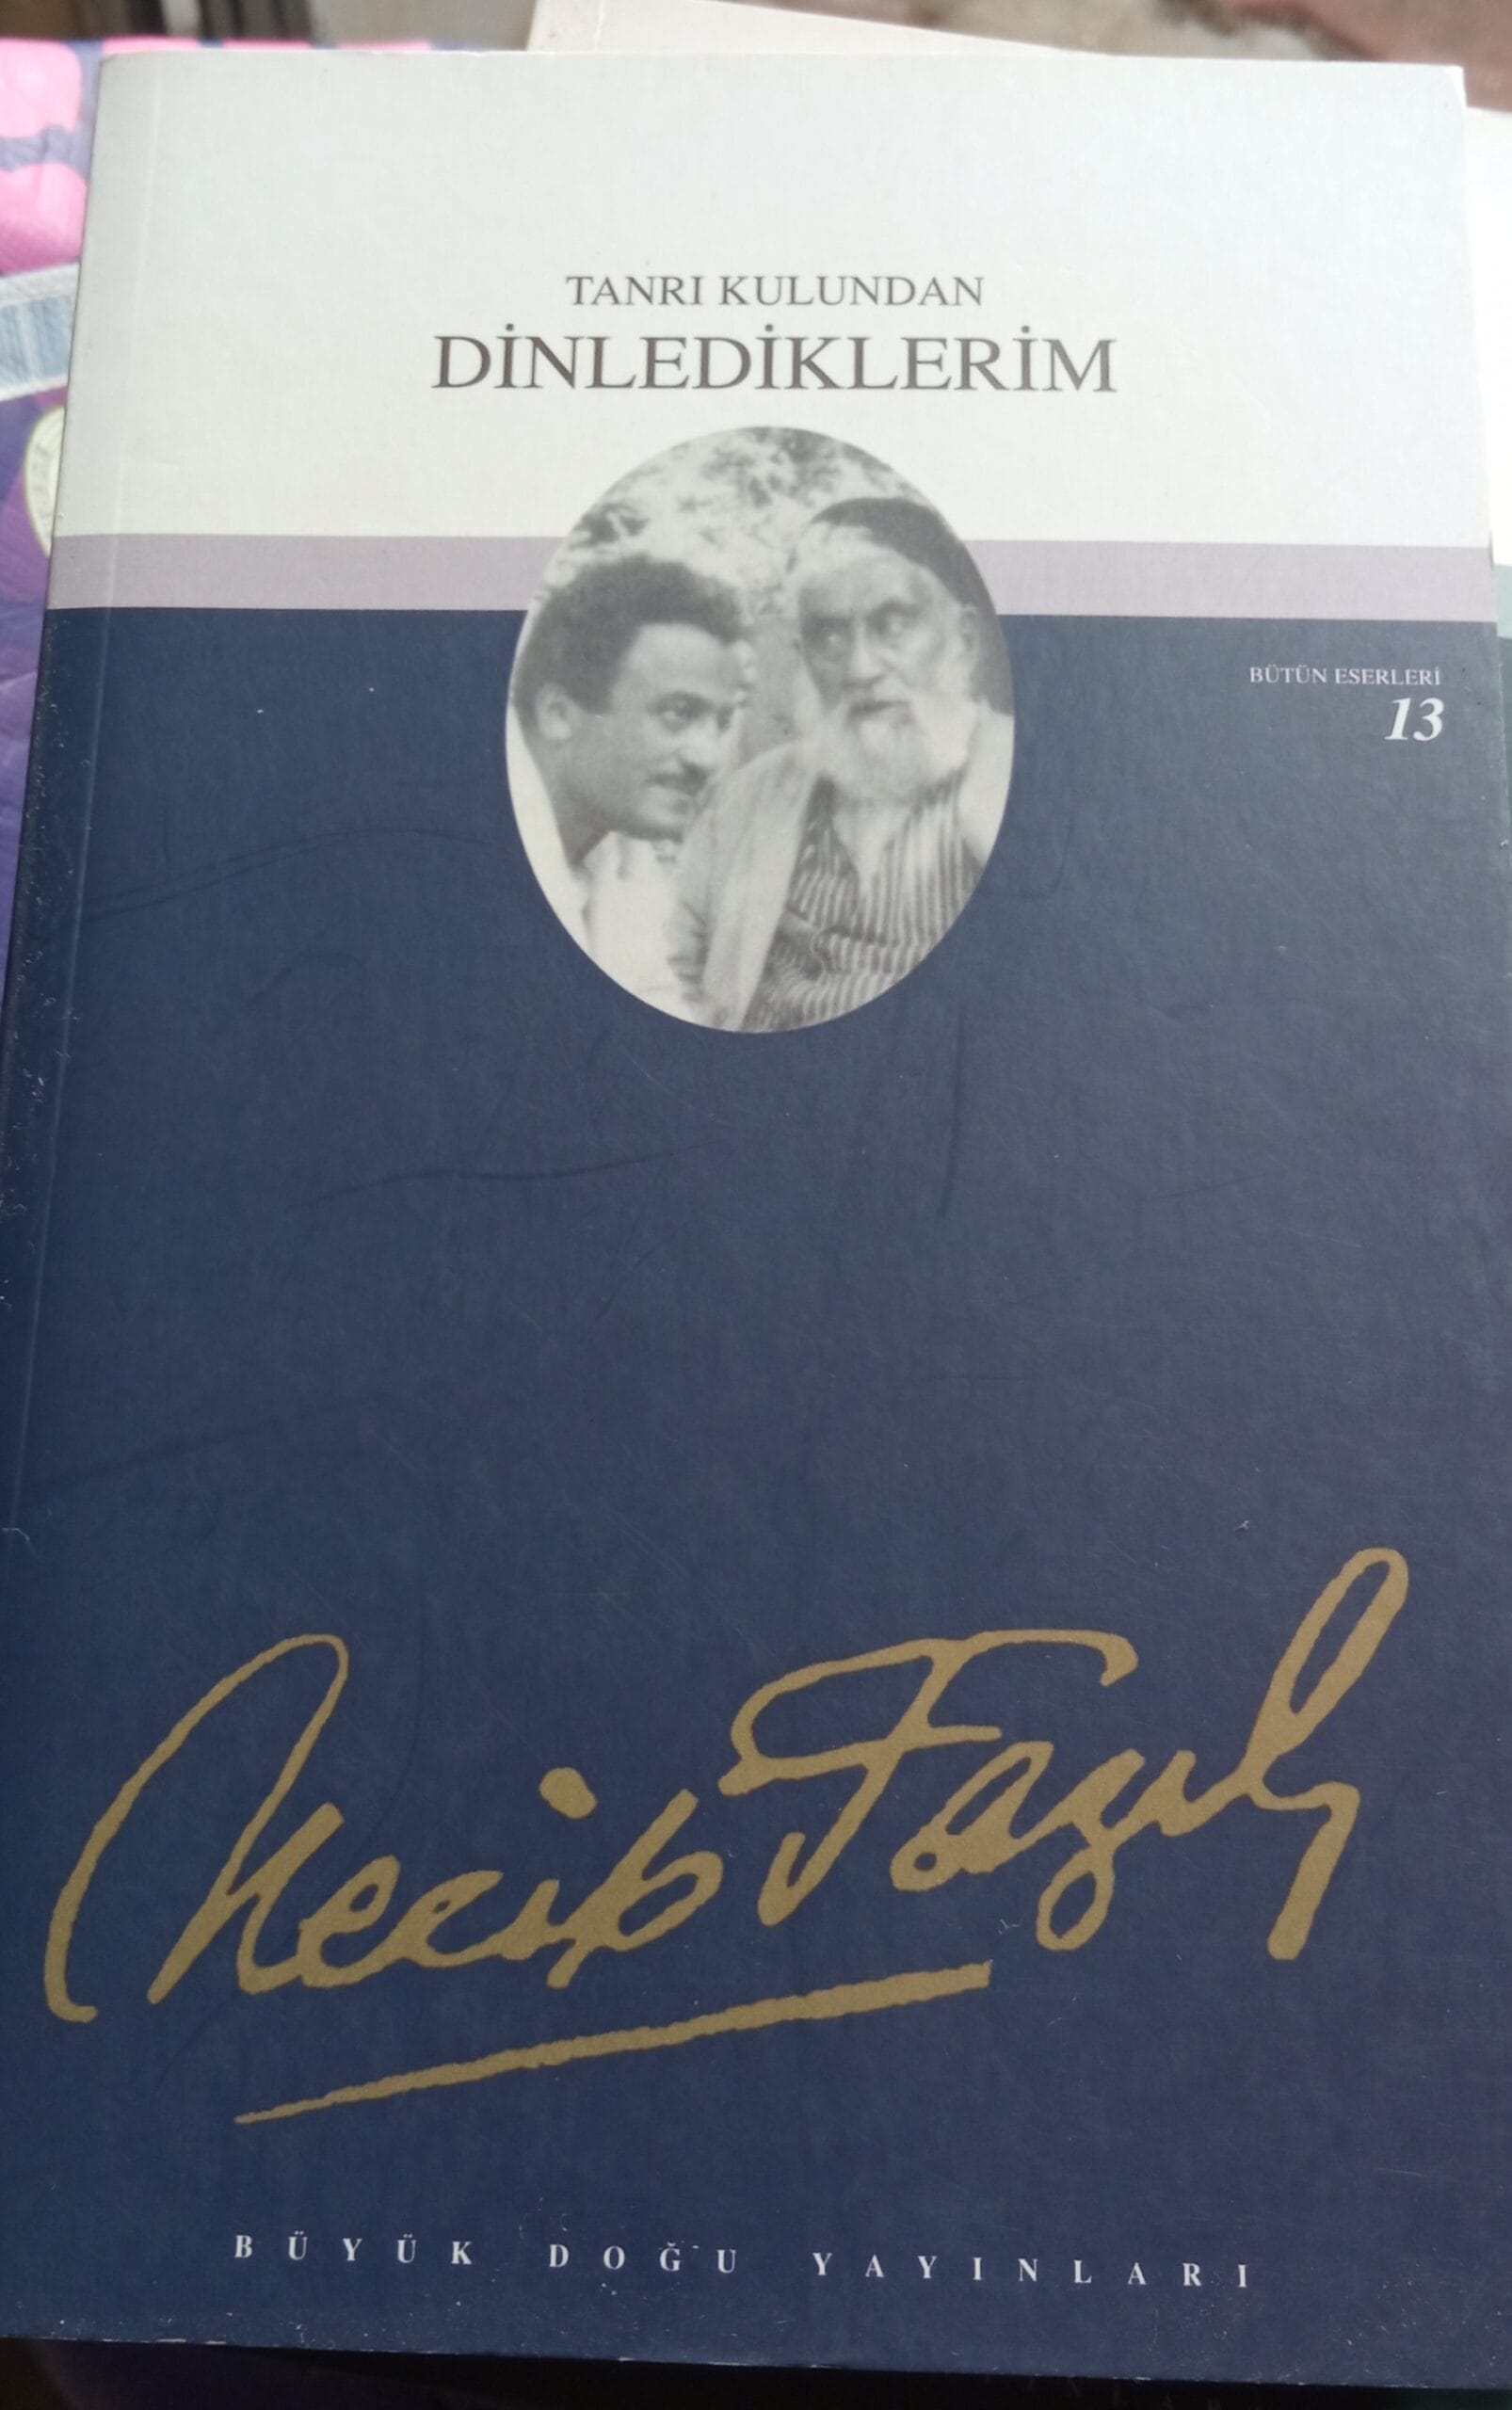 TANRI KULUNDAN
DİNLEDİKLERİM
BÜTÜN ESERLERİ
13
Necip Fazıl
BÜYÜK DOĞU YAYINLARI